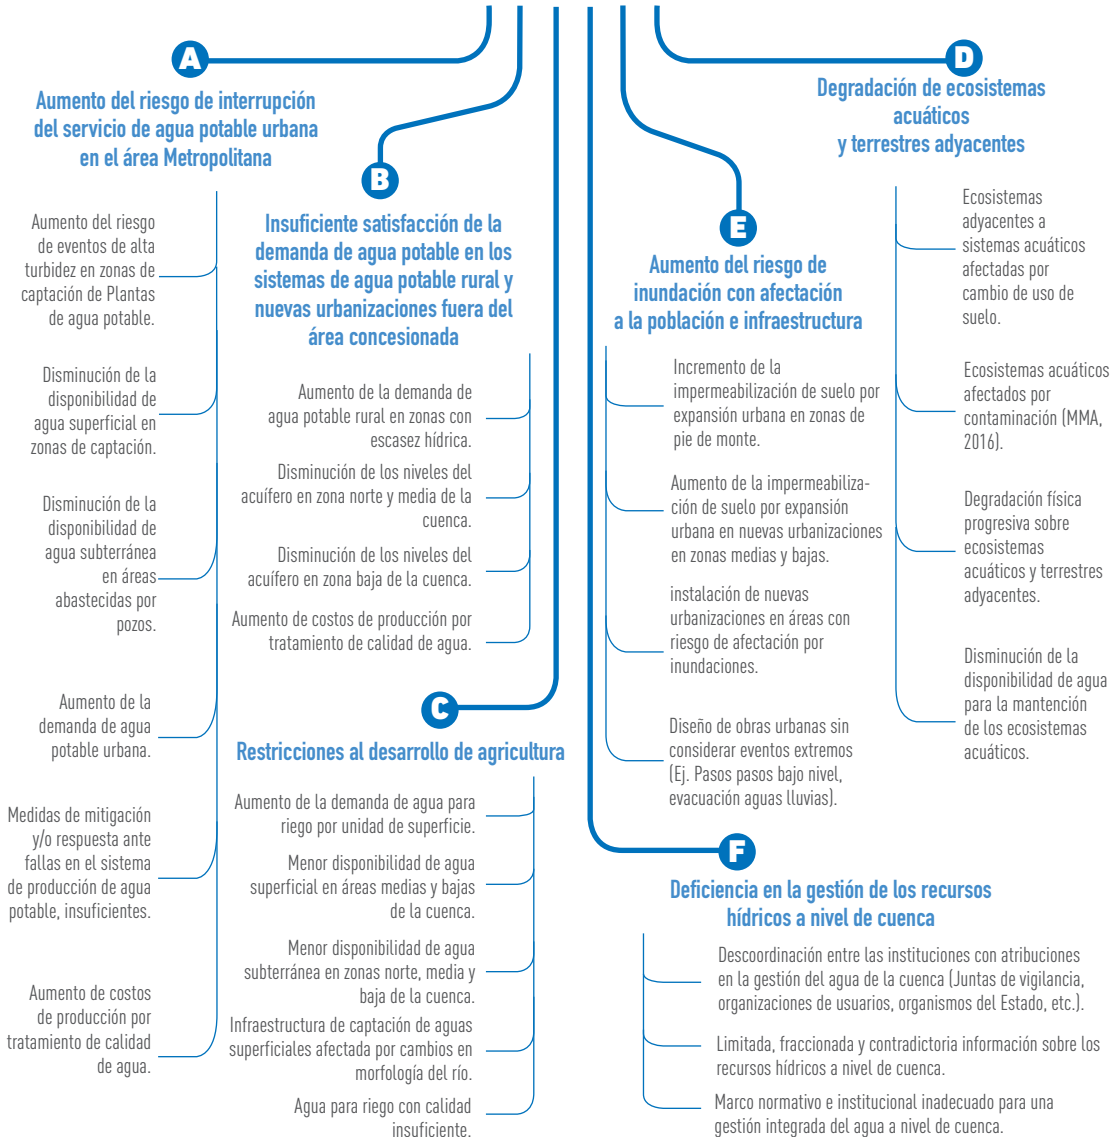 A
Aumento del riesgo de interrupción
del servicio de agua potable urbana
en el área Metropolitana
Aumento del riesgo
de eventos de alta
turbidez en zonas de
captación de Plantas
de agua potable.
Disminución de la
disponibilidad de
agua superficial en
zonas de captación.
Disminución de la
disponibilidad de
agua subterránea
en áreas
abastecidas por
pozos.
Aumento de la
demanda de agua
potable urbana.
Medidas de mitigación
y/o respuesta ante
fallas en el sistema
de producción de agua
potable, insuficientes.
Aumento de costos
de producción por
tratamiento de calidad
de agua.
B
Insuficiente satisfacción de la
demanda de agua potable en los
sistemas de agua potable rural y
nuevas urbanizaciones fuera del
área concesionada
Aumento de la demanda de
agua potable rural en zonas con
escasez hídrica.
Disminución de los niveles del
acuífero en zona norte y media de la
cuenca.
Disminución de los niveles del
acuífero en zona baja de la cuenca.
Aumento de costos de producción por
tratamiento de calidad de agua.
C
Restricciones al desarrollo de agricultura
Aumento de la demanda de agua para
riego por unidad de superficie.
Menor disponibilidad de agua
superficial en áreas medias y bajas
de la cuenca.
Menor disponibilidad de agua
subterránea en zonas norte, media y
baja de la cuenca.
Infraestructura de captación de aguas
superficiales afectada por cambios en
morfología del río.
Agua para riego con calidad
insuficiente.
D
Degradación de ecosistemas
acuáticos
y terrestres adyacentes
Ecosistemas
adyacentes a
sistemas acuáticos
afectadas por
cambio de uso de
suelo.
Ecosistemas acuáticos
afectados por
contaminación (MMA,
2016).
Degradación física
progresiva sobre
ecosistemas
acuáticos y terrestres
adyacentes.
Disminución de la
disponibilidad de agua
para la mantención
de los ecosistemas
acuáticos.
E
Aumento del riesgo de
inundación con afectación
a la población e infraestructura
Incremento de la
impermeabilización de suelo por
expansión urbana en zonas de
pie de monte.
Aumento de la impermeabiliza-
ción de suelo por expansión
urbana en nuevas urbanizaciones
en zonas medias y bajas.
instalación de nuevas
urbanizaciones en áreas con
riesgo de afectación por
inundaciones.
Diseño de obras urbanas sin
considerar eventos extremos
(Ej. Pasos pasos bajo nivel,
evacuación aguas lluvias).
F
Deficiencia en la gestión de los recursos
hídricos a nivel de cuenca
Descoordinación entre las instituciones con atribuciones
en la gestión del agua de la cuenca (Juntas de vigilancia,
organizaciones de usuarios, organismos del Estado, etc.).
Limitada, fraccionada y contradictoria información sobre los
recursos hídricos a nivel de cuenca.
Marco normativo e institucional inadecuado para una
gestión integrada del agua a nivel de cuenca.